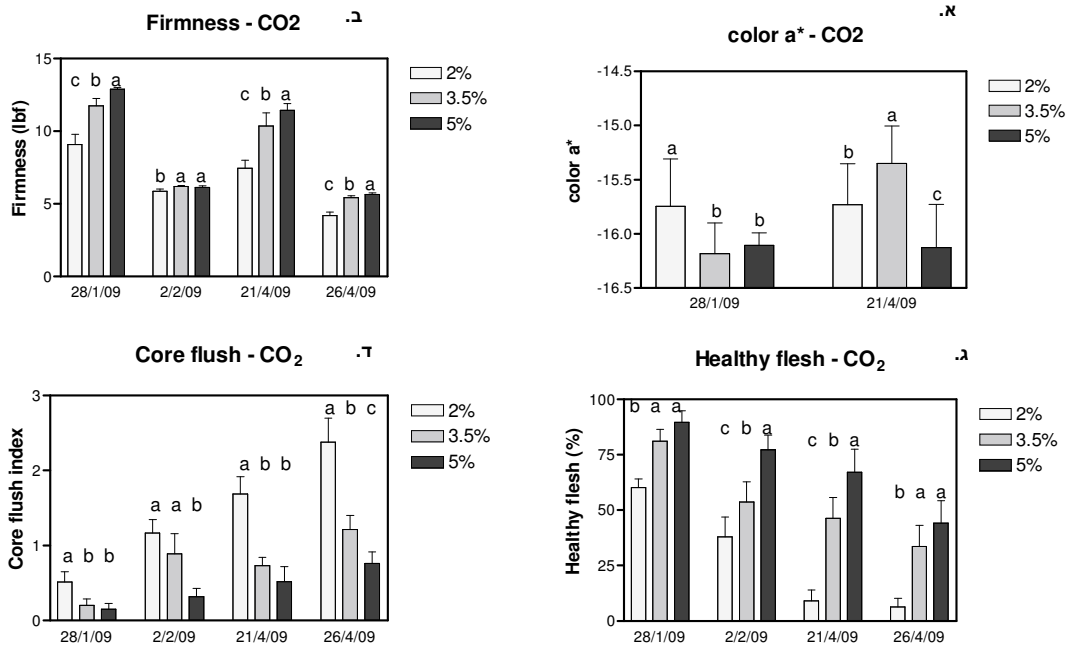 Firmness - CO2
ב.
Firmness (lbf)
15
10
5
0
c b a
b a a
c b a
c b a
28/1/09 2/2/09 21/4/09 26/4/09
2%
3.5%
5%
א.
color a* - CO2
color a*
-14.5
-15.0
-15.5
-16.0
-16.5
a b b
b a c
28/1/09 21/4/09
2%
3.5%
5%
Core flush - CO₂
ד.
Core flush index
3
2
1
0
a b b
a a b
a b b
a b c
28/1/09 2/2/09 21/4/09 26/4/09
2%
3.5%
5%
Healthy flesh - CO₂
ג.
Healthy flesh (%)
100
75
50
25
0
b a a
c b a
c b a
b a a
28/1/09 2/2/09 21/4/09 26/4/09
2%
3.5%
5%